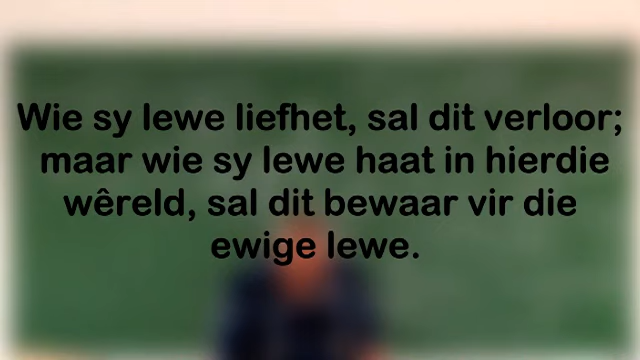 Wie sy lewe liefhet, sal dit verloor;
maar wie sy lewe haat in hierdie
wêreld, sal dit bewaar vir die
ewige lewe.